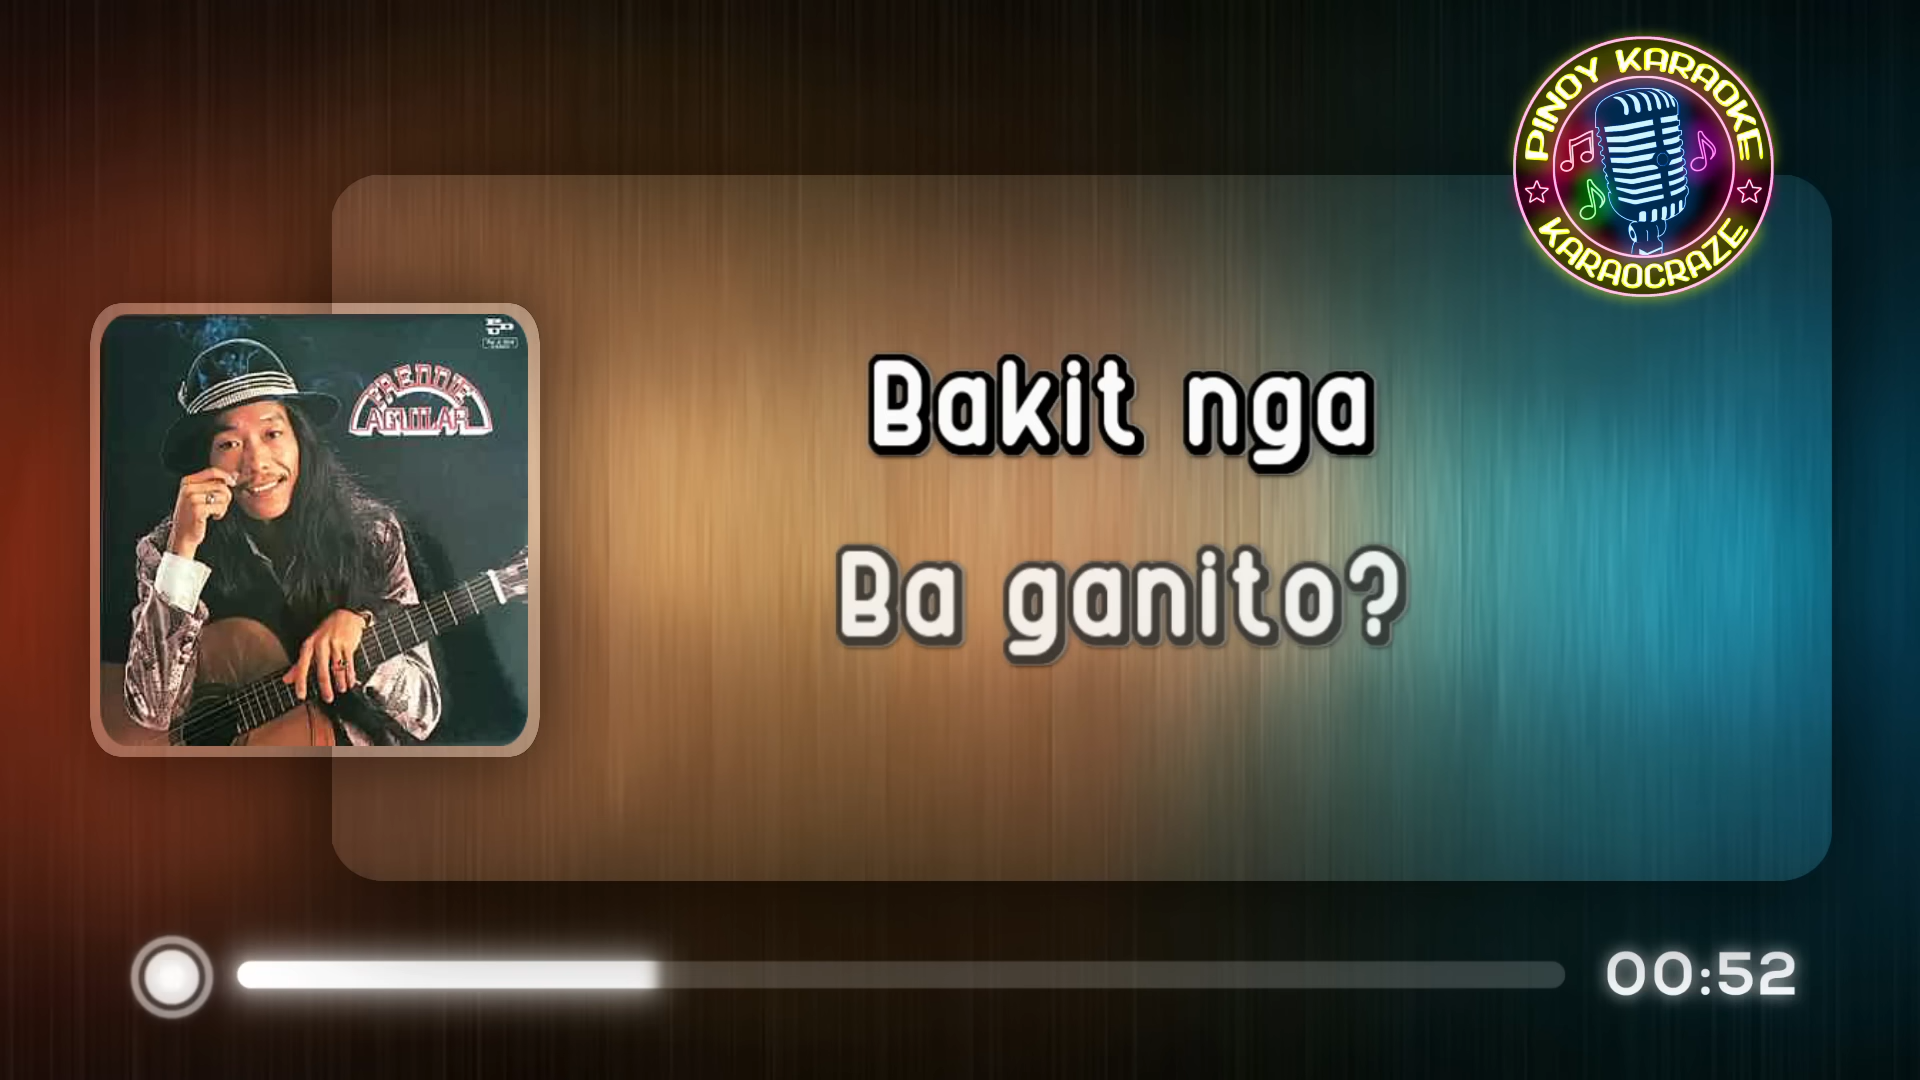 PINOY KARAOKE
KARAOCRAZE
FREDDIE
AGUILAR
Bakit nga
Ba ganito?
00:52